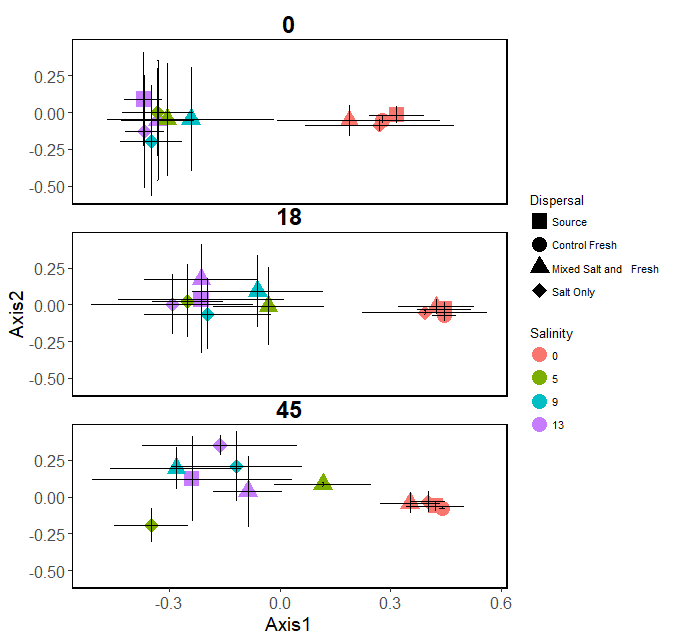 0
0.25
0.00
-0.25
-0.50
18
0.25
0.00
-0.25
-0.50
45
0.25
0.00
-0.25
-0.50
-0.3
0.0
0.3
0.6
Axis1
Axis2
Dispersal
Source
Control Fresh
Mixed Salt and Fresh
Salt Only
Salinity
0
5
9
13